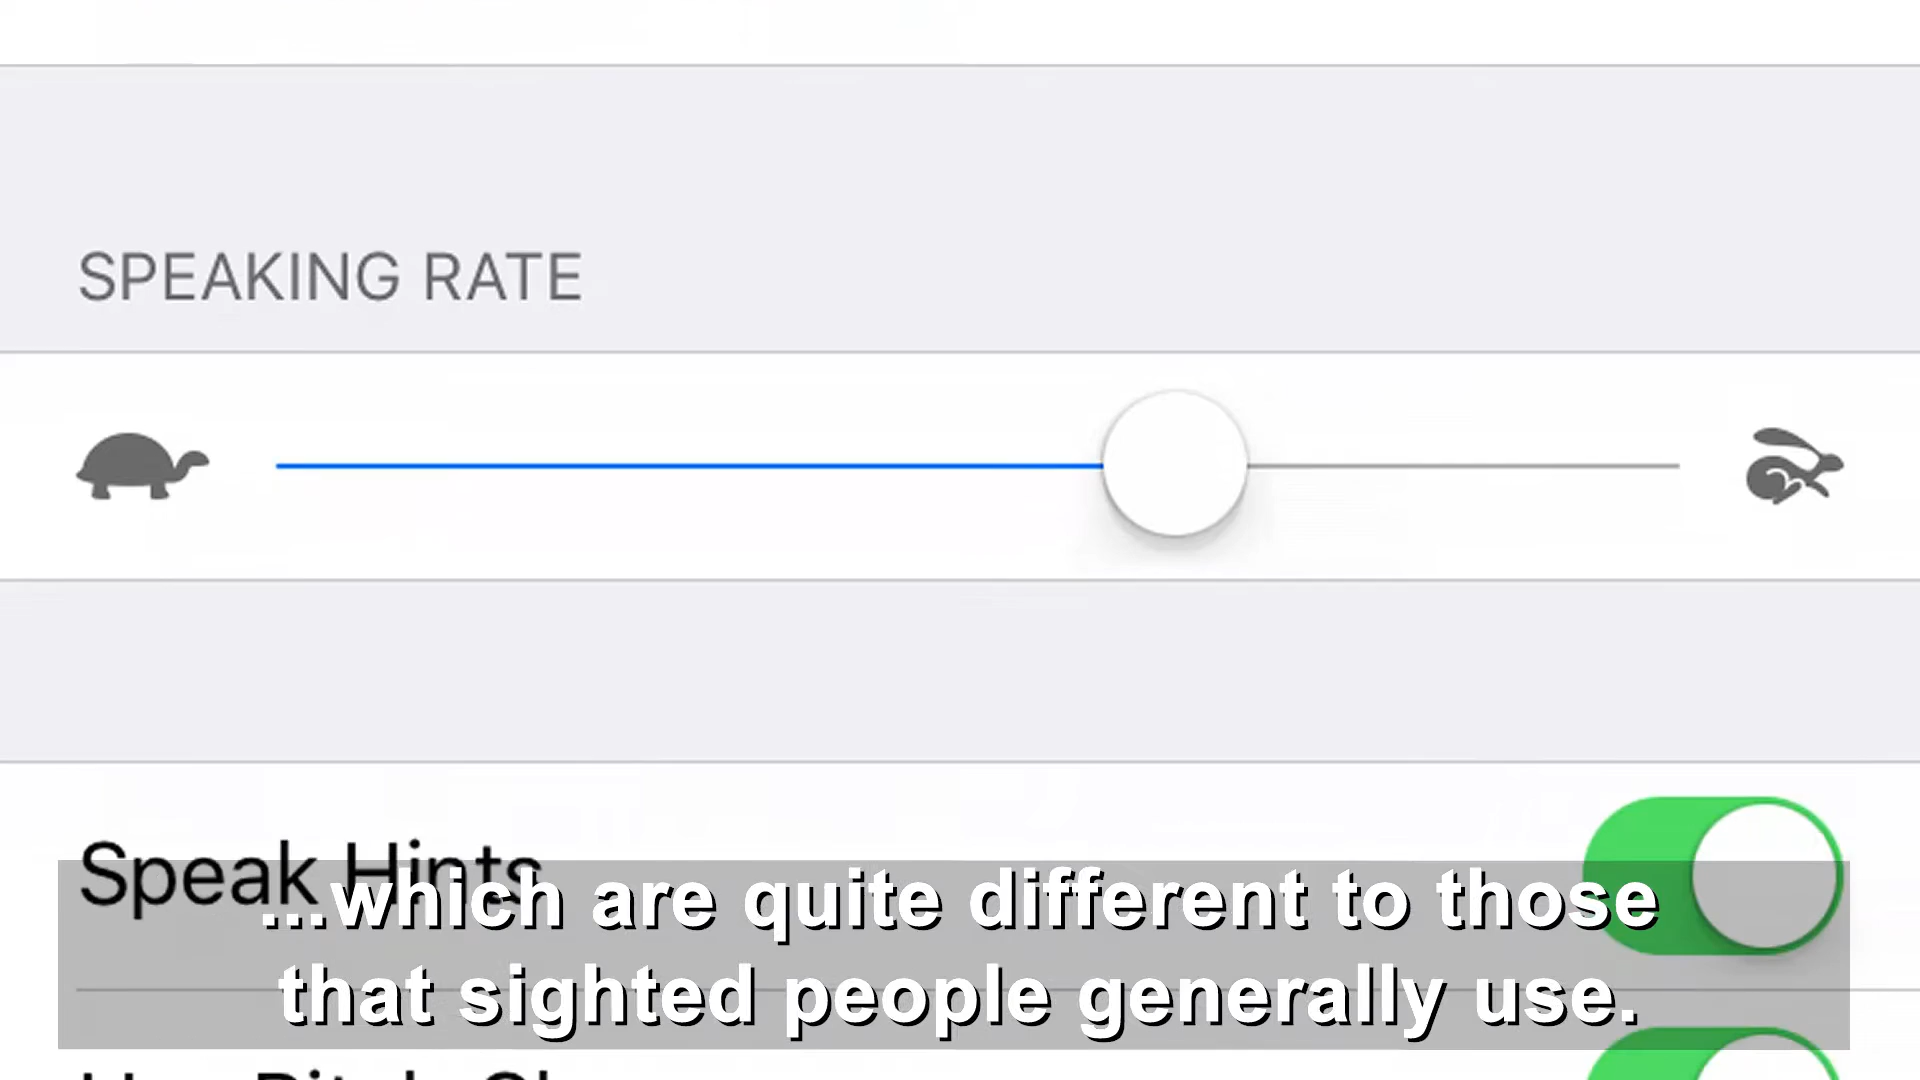 SPEAKING RATE
Speak Hints
...which are quite different to those
that sighted people generally use.